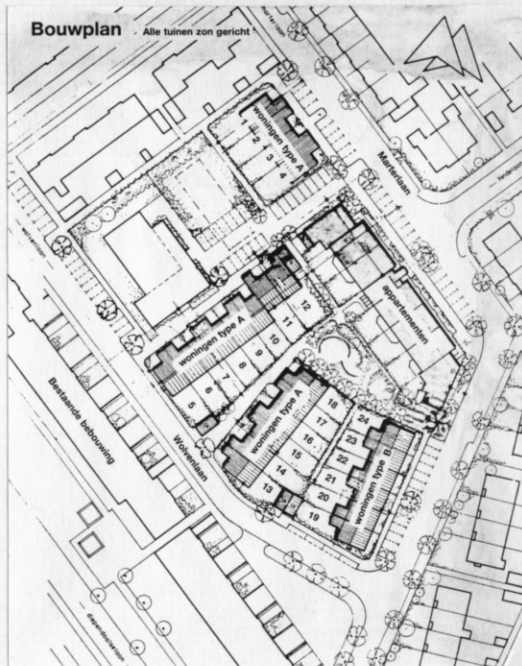 Bouwplan
Alle tuinen zon gericht
woningen type A
2
3
4
Marterlaan
appartementen
woningen type A
12
11
10
9
8
7
6
5
Bestaande bebouwing
Wolvenlaan
woningen type A
18
17
16
15
14
13
24
23
22
21
20
19
woningen type B